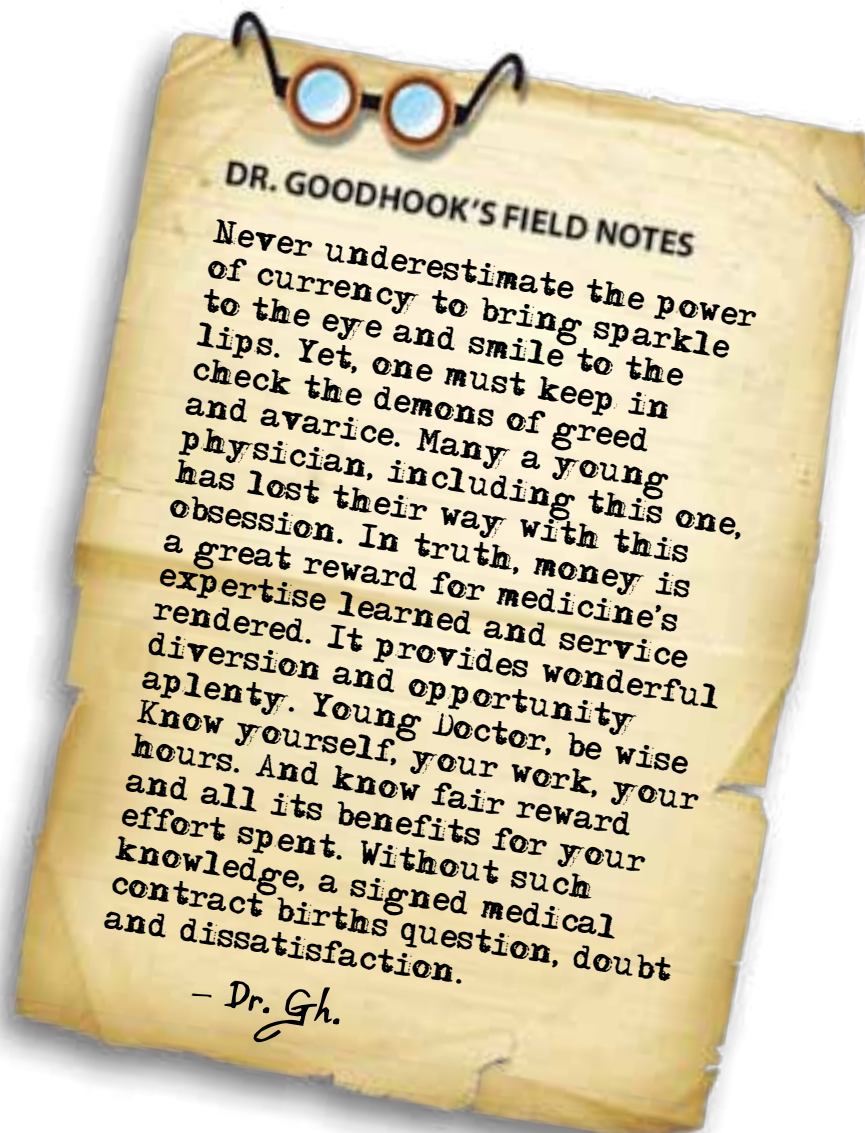 DR. GOODHOOK'S FIELD NOTES
Never underestimate the power
of currency to bring sparkle
to the eye and smile to the
lips. Yet, one must keep in
check the demons of greed
and avarice. Many a young
physician, including this one,
has lost their way with this
obsession. In truth, money is
a great reward for medicine's
expertise learned and service
rendered. It provides wonderful
diversion and opportunity
aplenty. Young Doctor, be wise
Know yourself, your work, your
hours. And know fair reward
and all its benefits for your
effort spent. Without such
knowledge, a signed medical
contract births question, doubt
and dissatisfaction.
– Dr. Gh.